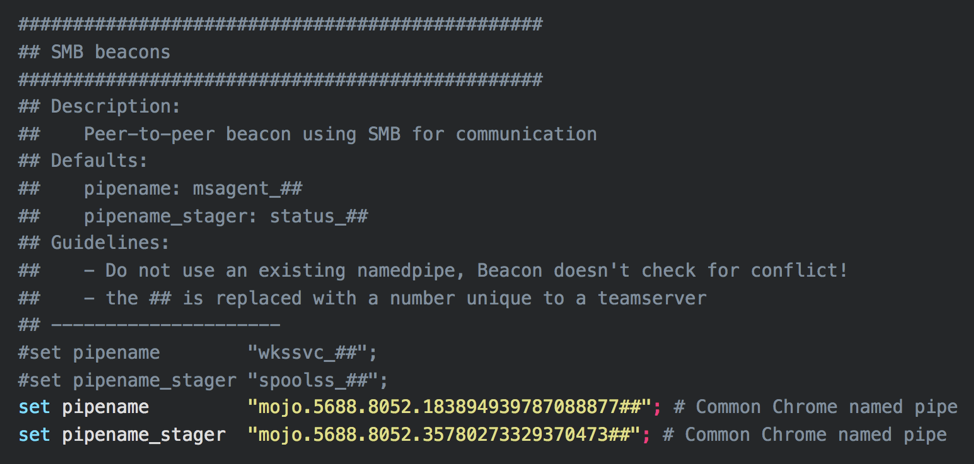 ################################################
## SMB beacons
################################################
## Description:
##    Peer-to-peer beacon using SMB for communication
## Defaults:
##    pipename: msagent_##
##    pipename_stager: status_##
## Guidelines:
##    - Do not use an existing namedpipe, Beacon doesn't check for conflict!
##    - the ## is replaced with a number unique to a teamserver
## ---------------------
#set pipename        "wkssvc_##";
#set pipename_stager "spoolss_##";
set pipename         "mojo.5688.8052.183894939787088877##"; # Common Chrome named pipe
set pipename_stager  "mojo.5688.8052.35780273329370473##"; # Common Chrome named pipe